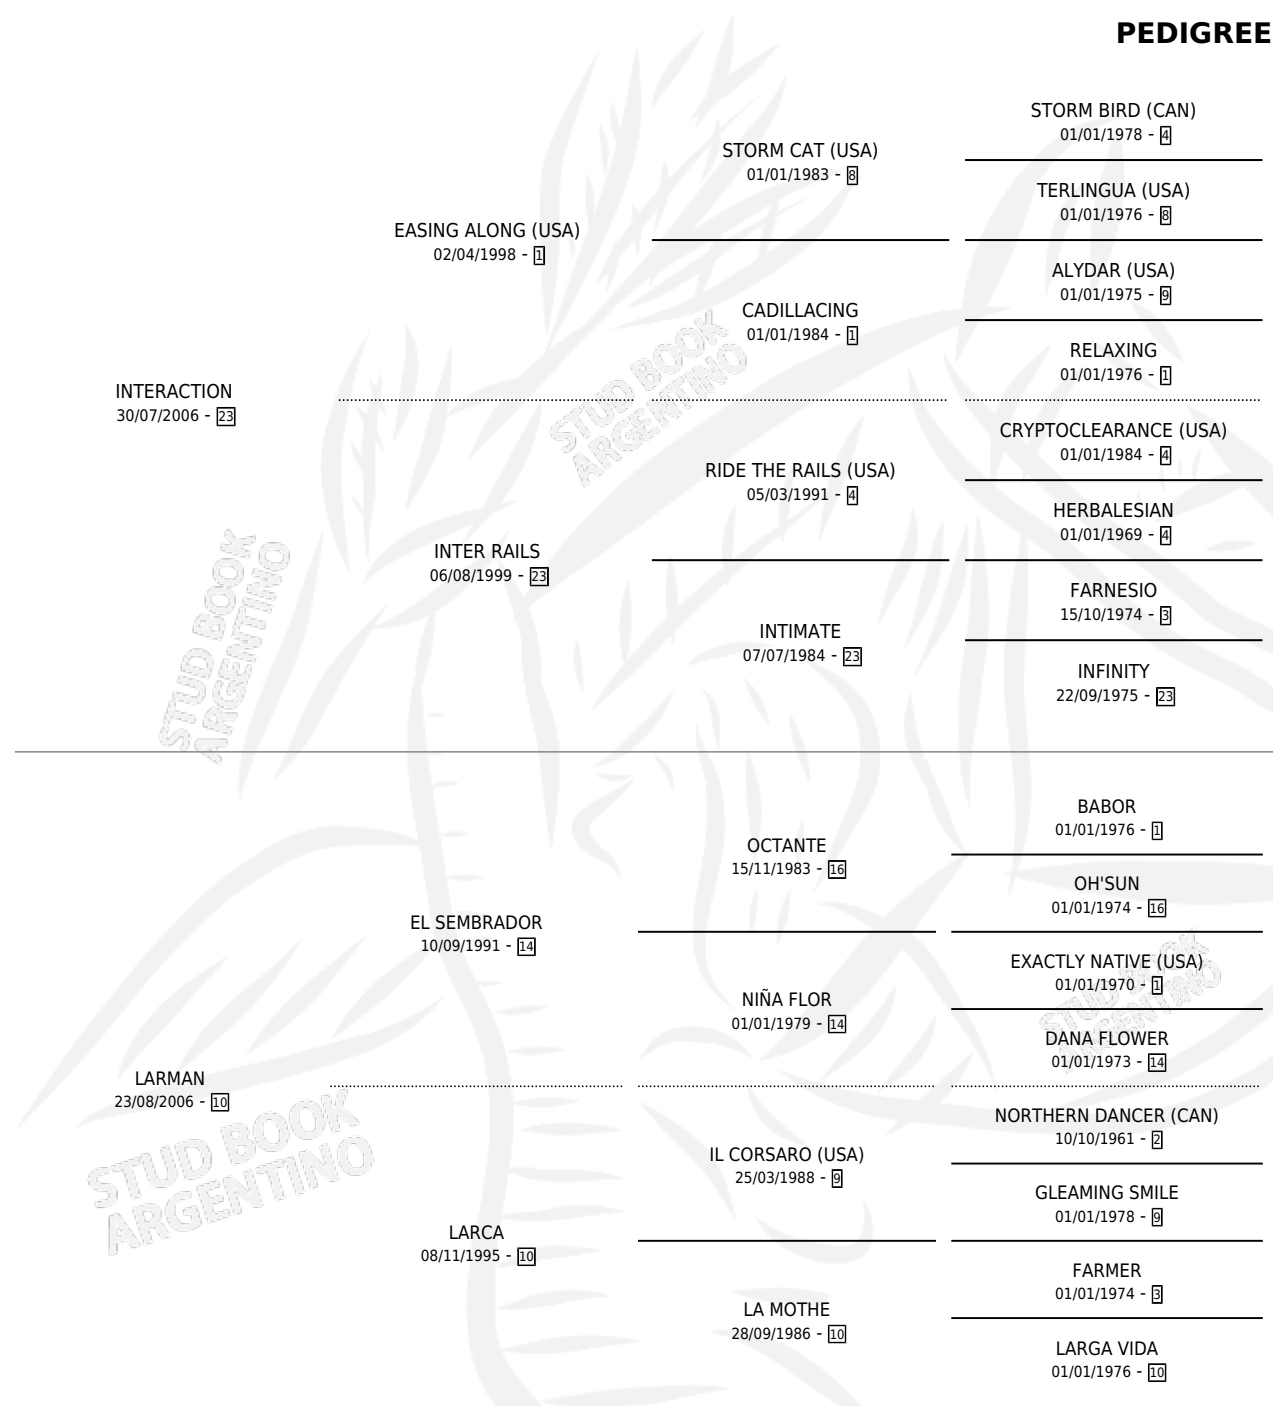 PEDIGREE
STORM BIRD (CAN)
01/01/1978 - 4
STORM CAT (USA)
01/01/1983 - 8
TERLINGUA (USA)
01/01/1976 - 8
EASING ALONG (USA)
02/04/1998 - 1
ALYDAR (USA)
01/01/1975 - 9
CADILLACING
01/01/1984 - 1
RELAXING
01/01/1976 - 1
INTERACTION
30/07/2006 - 23
CRYPTOCLEARANCE (USA)
01/01/1984 - 4
RIDE THE RAILS (USA)
05/03/1991 - 4
HERBALESIAN
01/01/1969 - 4
INTER RAILS
06/08/1999 - 23
FARNESIO
15/10/1974 - 3
INTIMATE
07/07/1984 - 23
INFINITY
22/09/1975 - 23
BABOR
01/01/1976 - 1
OCTANTE
15/11/1983 - 16
OH'SUN
01/01/1974 - 16
EL SEMBRADOR
10/09/1991 - 14
EXACTLY NATIVE (USA)
01/01/1970 - 1
NIÑA FLOR
01/01/1979 - 14
DANA FLOWER
01/01/1973 - 14
LARMAN
23/08/2006 - 10
NORTHERN DANCER (CAN)
10/10/1961 - 2
IL CORSARO (USA)
25/03/1988 - 9
GLEAMING SMILE
01/01/1978 - 9
LARCA
08/11/1995 - 10
FARMER
01/01/1974 - 3
LA MOTHE
28/09/1986 - 10
LARGA VIDA
01/01/1976 - 10
STUD BOOK
ARGENTINO
STUD BOOK
ARGENTINO
STUD BOOK
ARGENTINO
STUD BOOK
ARGENTINO